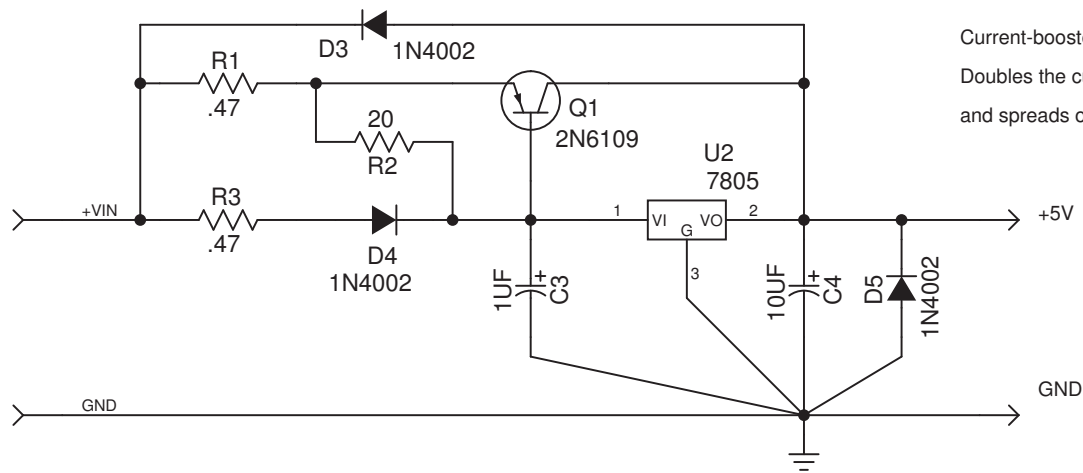 D3
1N4002
R1
.47
20
R2
Q1
2N6109
Current-booste
Doubles the c
and spreads
U2
7805
+VIN
R3
.47
D4
1N4002
1
VI
VO
G
2
3
+5V
1UF
+
C3
10UF
+
C4
D5
1N4002
GND
GND